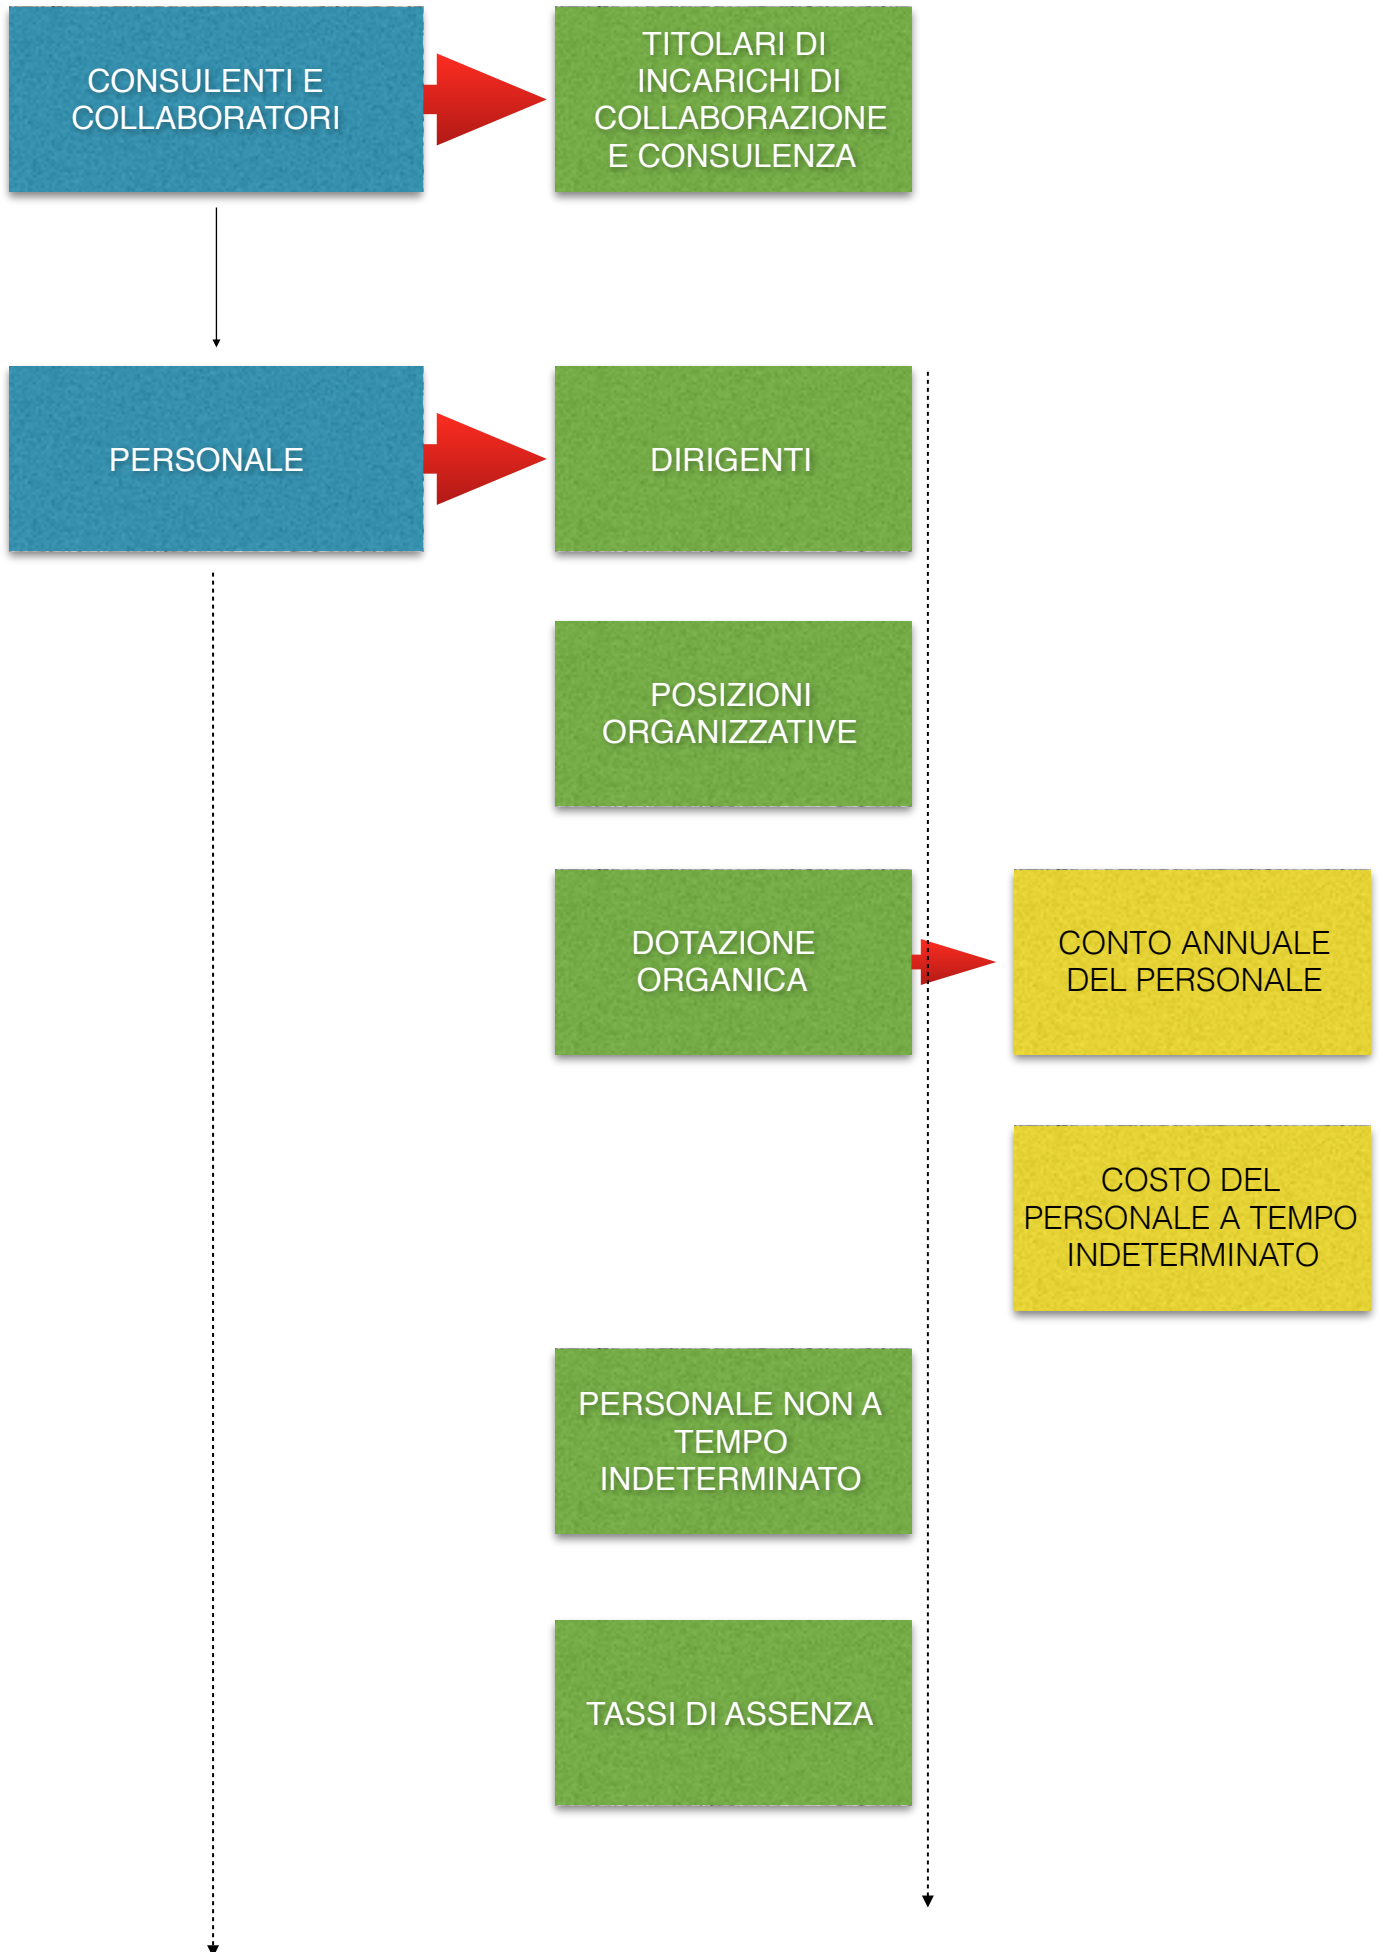 CONSULENTI E
COLLABORATORI
TITOLARI DI
INCARICHI DI
COLLABORAZIONE
E CONSULENZA
PERSONALE
DIRIGENTI
POSIZIONI
ORGANIZZATIVE
DOTAZIONE
ORGANICA
CONTO ANNUALE
DEL PERSONALE
COSTO DEL
PERSONALE A TEMPO
INDETERMINATO
PERSONALE NON A
TEMPO
INDETERMINATO
TASSI DI ASSENZA